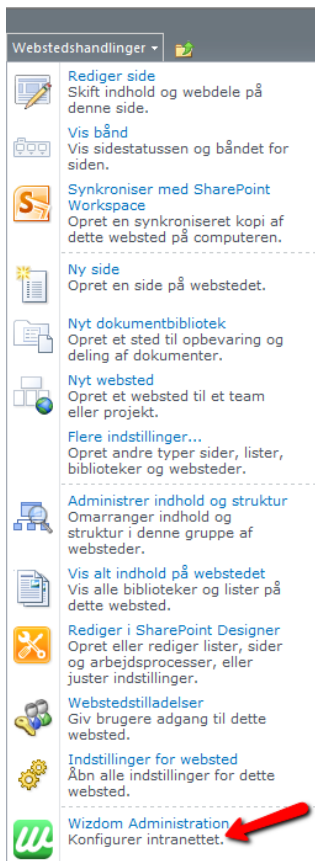 Webstedshandlinger
Rediger side
Skift indhold og webdele på
denne side.
Vis bånd
Vis sidestatussen og båndet for
siden.
Synkroniser med SharePoint
Workspace
Opret en synkroniseret kopi af
dette websted på computeren.
Ny side
Opret en side på webstedet.
Nyt dokumentbibliotek
Opret et sted til opbevaring og
deling af dokumenter.
Nyt websted
Opret et websted til et team
eller projekt.
Flere indstillinger...
Opret andre typer sider, lister,
biblioteker og websteder.
Administrer indhold og struktur
Omarranger indhold og
struktur i denne gruppe af
websteder.
Vis alt indhold på webstedet
Vis alle biblioteker og lister på
dette websted.
Rediger i SharePoint Designer
Opret eller rediger lister, sider
og arbejdsprocesser, eller
juster indstillinger.
Webstedstilladelser
Giv brugere adgang til dette
websted.
Indstillinger for websted
Åbn alle indstillinger for dette
websted.
Wizdom Administration
Konfigurer intranettet.